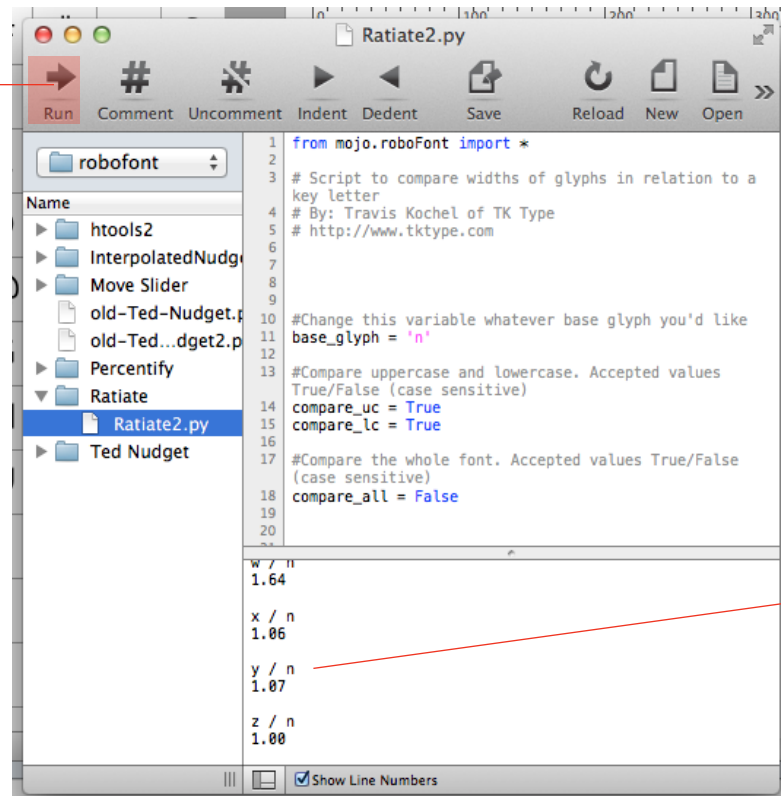 100 200 300
Ratiate2.py
Run Comment Uncomment Indent Dedent Save Reload New Open
robofont
Name
htools2
InterpolatedNudg
Move Slider
old-Ted-Nudget.p
old-Ted...dget2.p
Percentify
Ratiate
Ratiate2.py
Ted Nudget
1 from mojo.roboFont import *
2
3 # Script to compare widths of glyphs in relation to a
key letter
4 # By: Travis Kochel of TK Type
5 # http://www.tktype.com
6
7
8
9
10 #Change this variable whatever base glyph you'd like
11 base_glyph = 'n'
12
13 #Compare uppercase and lowercase. Accepted values
True/False (case sensitive)
14 compare_uc = True
15 compare_lc = True
16
17 #Compare the whole font. Accepted values True/False
(case sensitive)
18 compare_all = False
19
20
w / n
1.64
x / n
1.06
y / n
1.07
z / n
1.00
Show Line Numbers